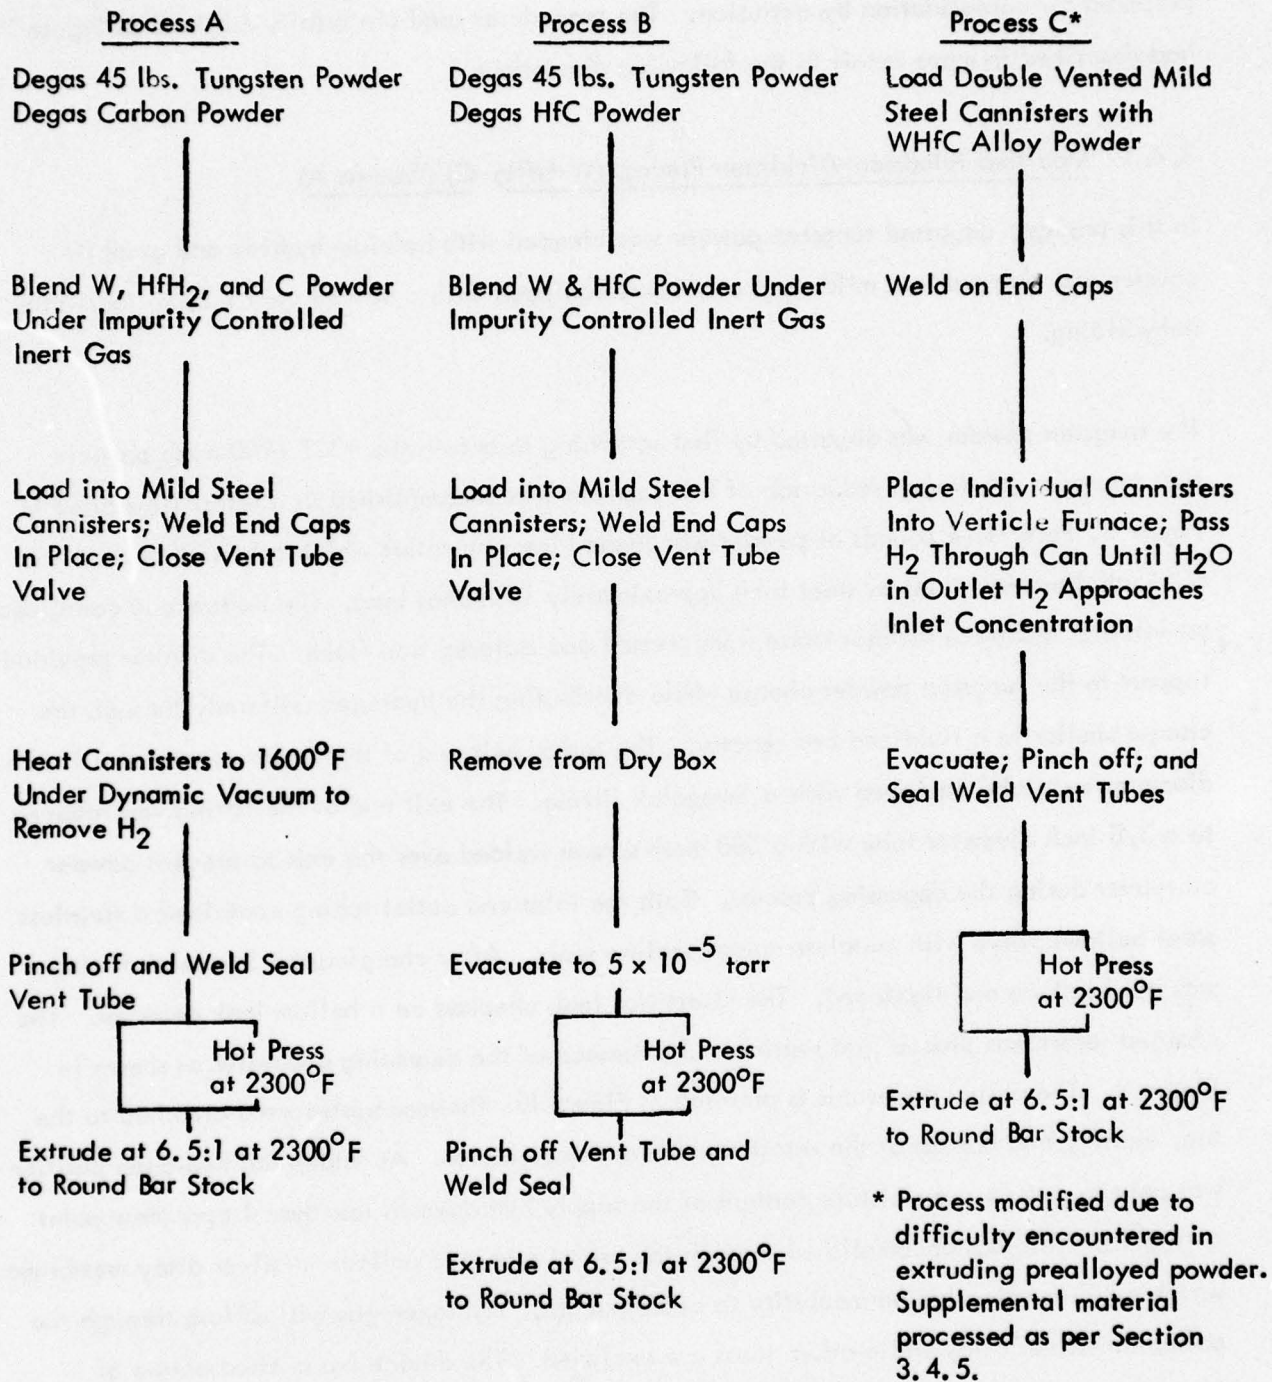 Process A
Degas 45 lbs. Tungsten Powder
Degas Carbon Powder
Blend W, HfH2, and C Powder
Under Impurity Controlled
Inert Gas
Load into Mild Steel
Cannisters; Weld End Caps
In Place; Close Vent Tube
Valve
Heat Cannisters to 1600°F
Under Dynamic Vacuum to
Remove H2
Pinch off and Weld Seal
Vent Tube
Hot Press
at 2300°F
Extrude at 6.5:1 at 2300°F
to Round Bar Stock
Process B
Degas 45 lbs. Tungsten Powder
Degas HfC Powder
Blend W & HfC Powder Under
Impurity Controlled Inert Gas
Load into Mild Steel
Cannisters; Weld End Caps
In Place; Close Vent Tube
Valve
Remove from Dry Box
Evacuate to 5 x 10-5 torr
Hot Press
at 2300°F
Pinch off Vent Tube and
Weld Seal
Extrude at 6.5:1 at 2300°F
to Round Bar Stock
Process C*
Load Double Vented Mild
Steel Cannisters with
WHfC Alloy Powder
Weld on End Caps
Place Individual Cannisters
Into Verticle Furnace; Pass
H2 Through Can Until H2O
in Outlet H2 Approaches
Inlet Concentration
Evacuate; Pinch off; and
Seal Weld Vent Tubes
Hot Press
at 2300°F
Extrude at 6.5:1 at 2300°F
to Round Bar Stock
* Process modified due to
difficulty encountered in
extruding prealloyed powder.
Supplemental material
processed as per Section
3.4.5.